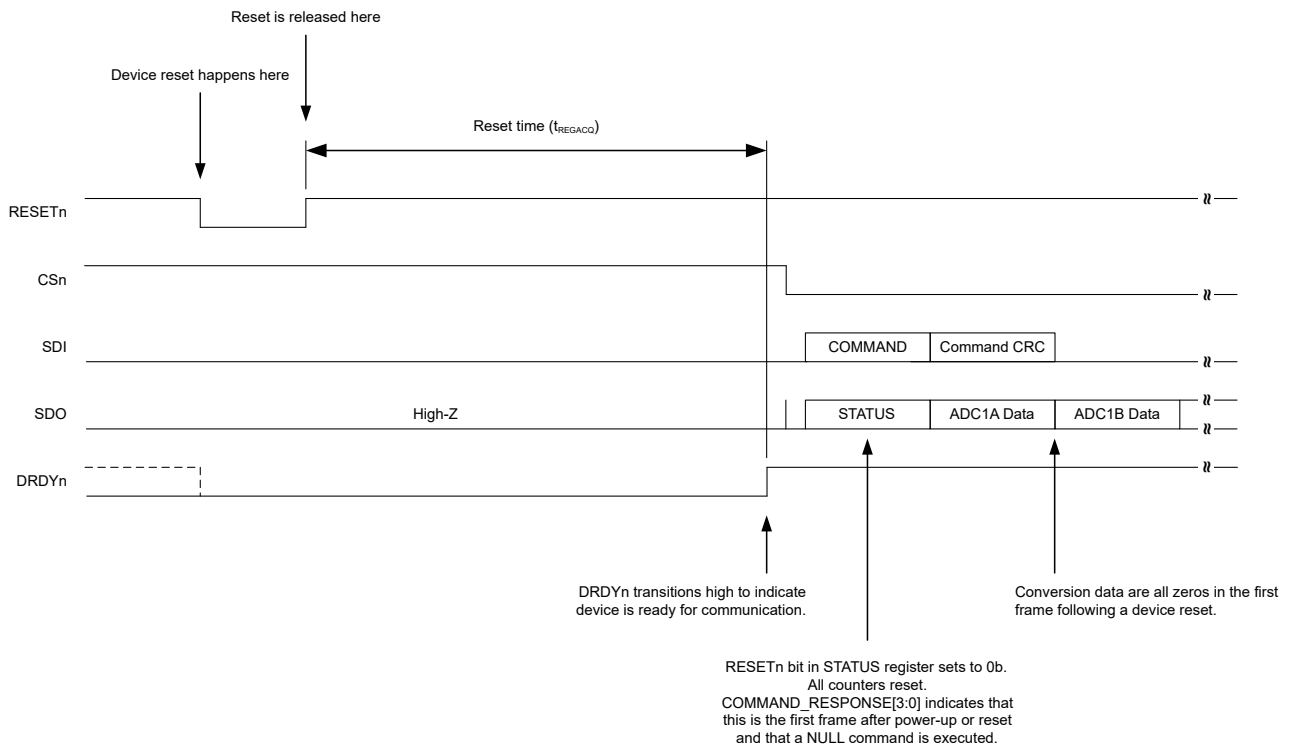 Reset is released here
Device reset happens here
Reset time (tREGACQ)
RESETn
CSn
SDI
COMMAND
Command CRC
SDO
High-Z
STATUS
ADC1A Data
ADC1B Data
DRDYn
DRDYn transitions high to indicate
device is ready for communication.
Conversion data are all zeros in the first
frame following a device reset.
RESETn bit in STATUS register sets to 0b.
All counters reset.
COMMAND_RESPONSE[3:0] indicates that
this is the first frame after power-up or reset
and that a NULL command is executed.